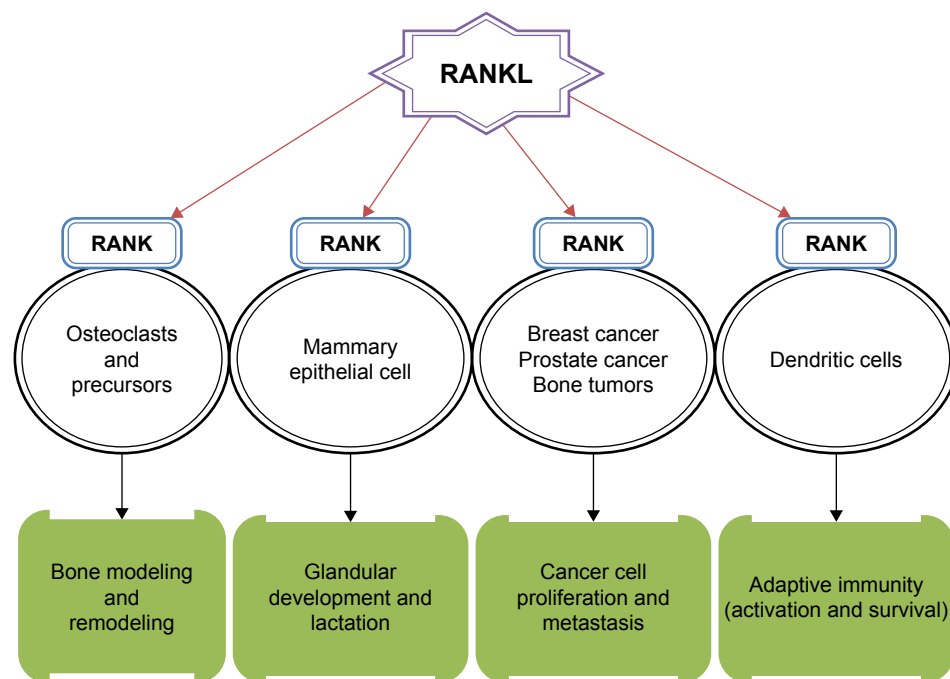 RANKL
RANK
RANK
RANK
RANK
Osteoclasts
and
precursors
Mammary
epithelial cell
Breast cancer
Prostate cancer
Bone tumors
Dendritic cells
Bone modeling
and
remodeling
Glandular
development and
lactation
Cancer cell
proliferation and
metastasis
Adaptive immunity
(activation and survival)